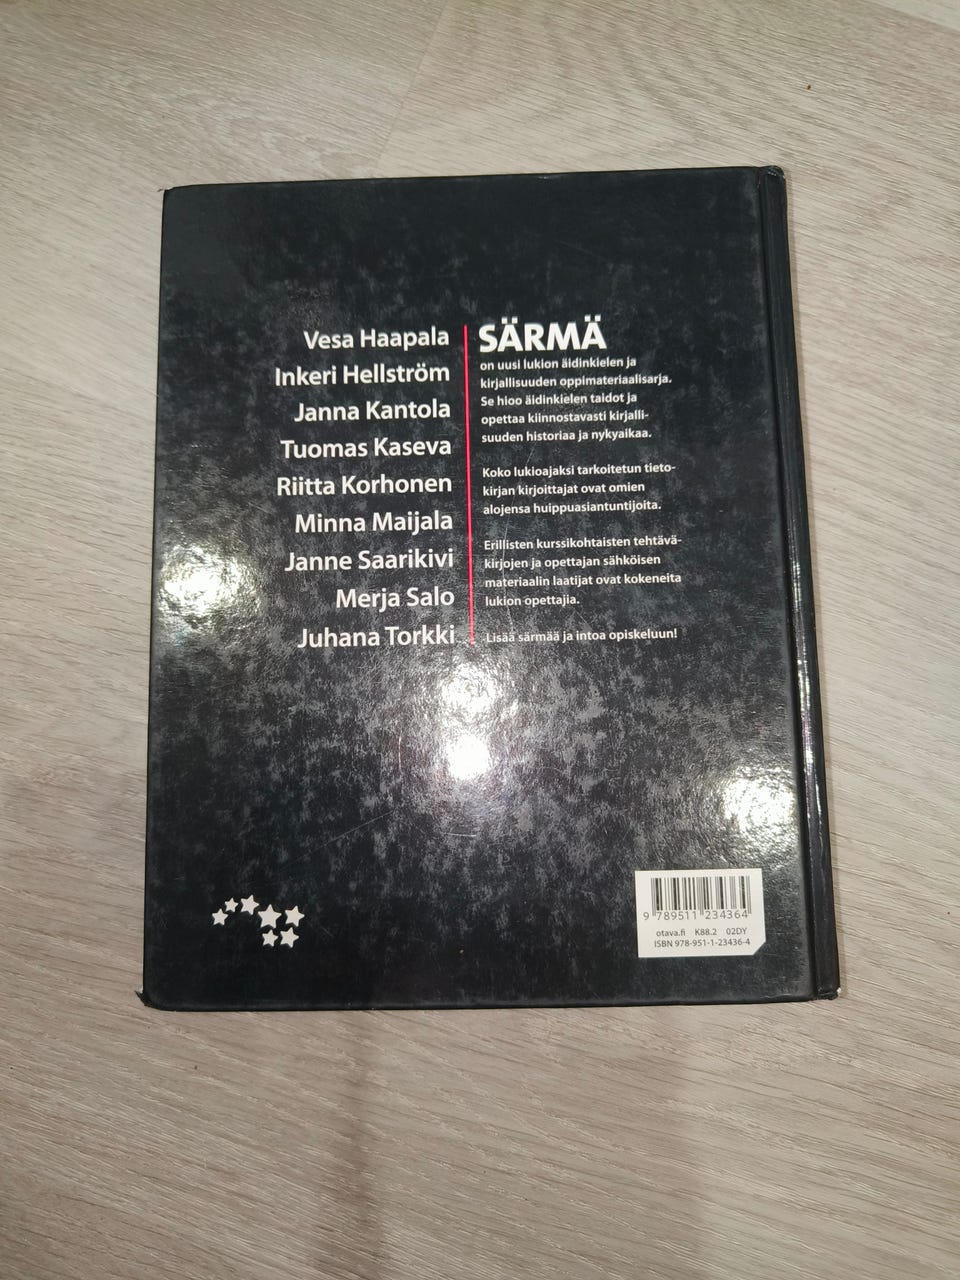 Vesa Haapala
Inkeri Hellström
Janna Kantola
Tuomas Kaseva
Riitta Korhonen
Minna Maijala
Janne Saarikivi
Merja Salo
Juhana Torkki
SÄRMÄ
on uusi lukion äidinkielen ja
kirjallisuuden oppimateriaalisarja.
Se hioo äidinkielen taidot ja
opettaa kiinnostavasti kirjalli-
suuden historiaa ja nykyaikaa.
Koko lukioajaksi tarkoitetun tieto-
kirjan kirjoittajat ovat omien
alojensa huippuasiantuntijoita.
Erillisten kurssikohtaisten tehtävä-
kirjojen ja opettajan sähköisen
materiaalin laatijat ovat kokeneita
lukion opettajia.
Lisää särmää ja intoa opiskeluun!
9 789511 234364
otava.fi K88.2 02DY
ISBN 978-951-1-23436-4